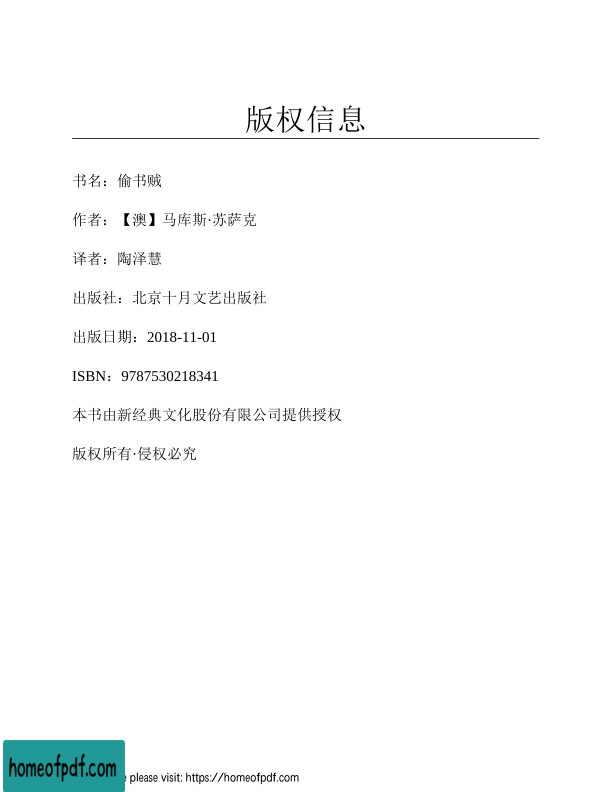 版权信息
书名：偷书贼
作者：【澳】马库斯·苏萨克
译者：陶泽慧
出版社：北京十月文艺出版社
出版日期：2018-11-01
ISBN：9787530218341
本书由新经典文化股份有限公司提供授权
版权所有·侵权必究
homeofpdf.com
please visit: https://homeofpdf.com